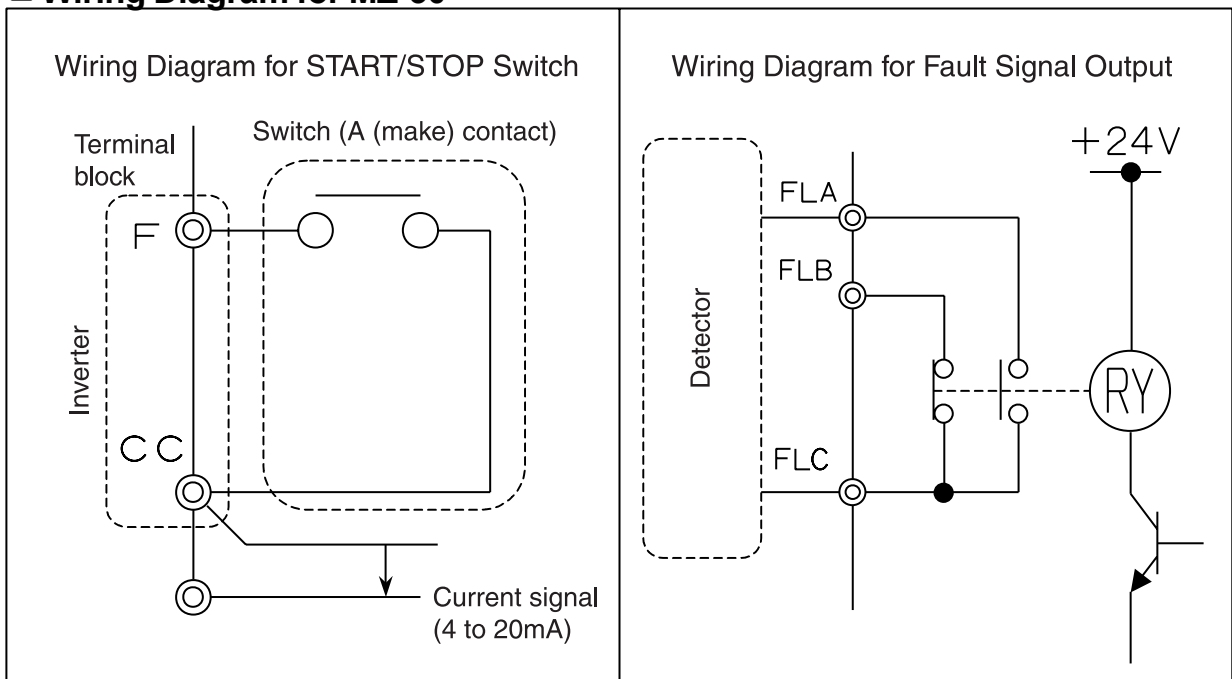 Wiring Diagram for START/STOP Switch
Terminal
block
Switch (A (make) contact)
F
Inverter
CC
Current signal
(4 to 20mA)
Wiring Diagram for Fault Signal Output
+24V
FLA
FLB
Detector
RY
FLC